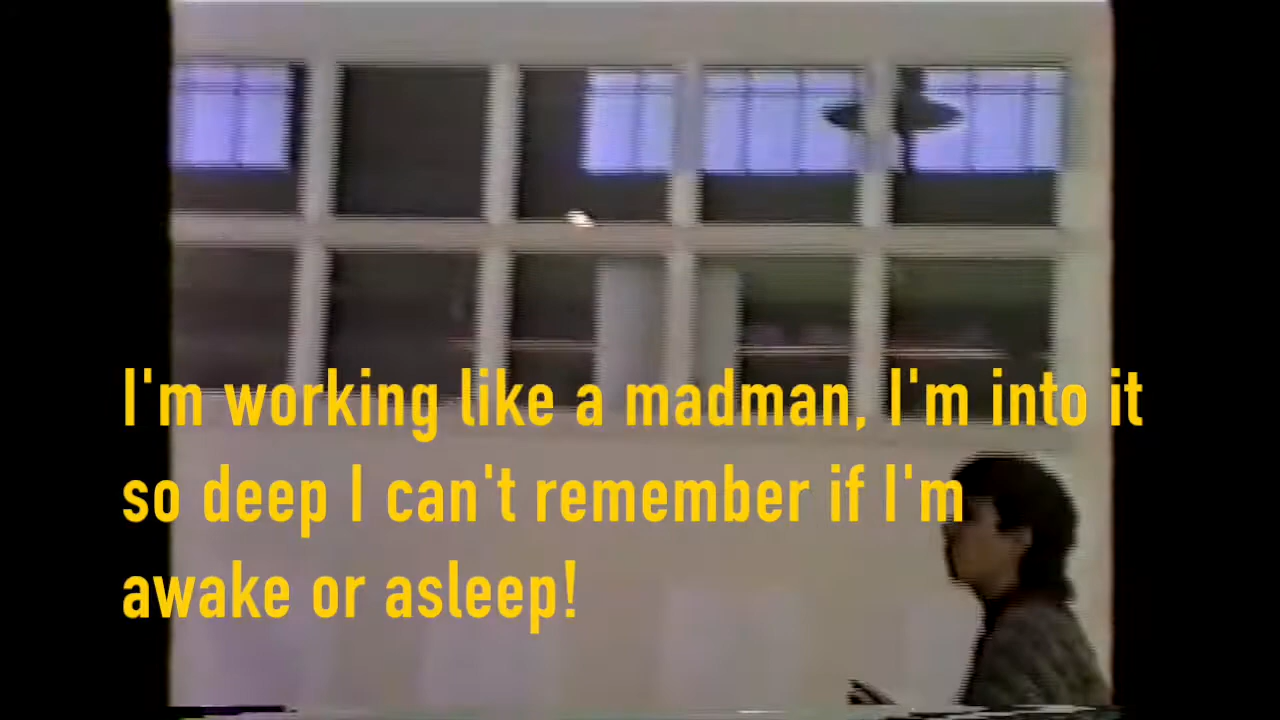 I'm working like a madman, I'm into it
so deep I can't remember if I'm
awake or asleep!